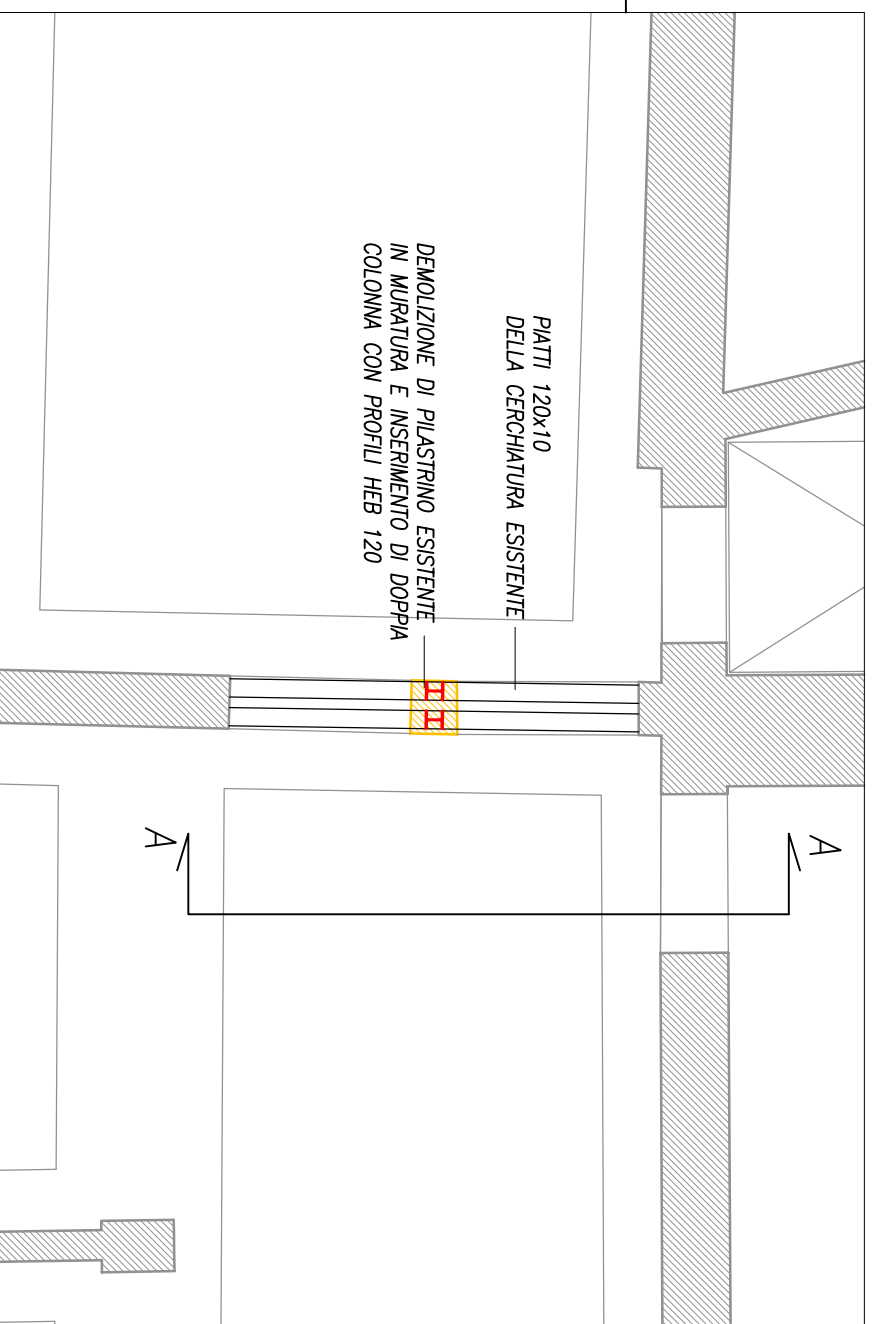 PIATTI 120x10
DELLA CERCHIATURA ESISTENTE
DEMOLIZIONE DI PILASTRINO ESISTENTE
IN MURATURA E INSERIMENTO DI DOPPIA
COLONNA CON PROFILI HEB 120
A
A